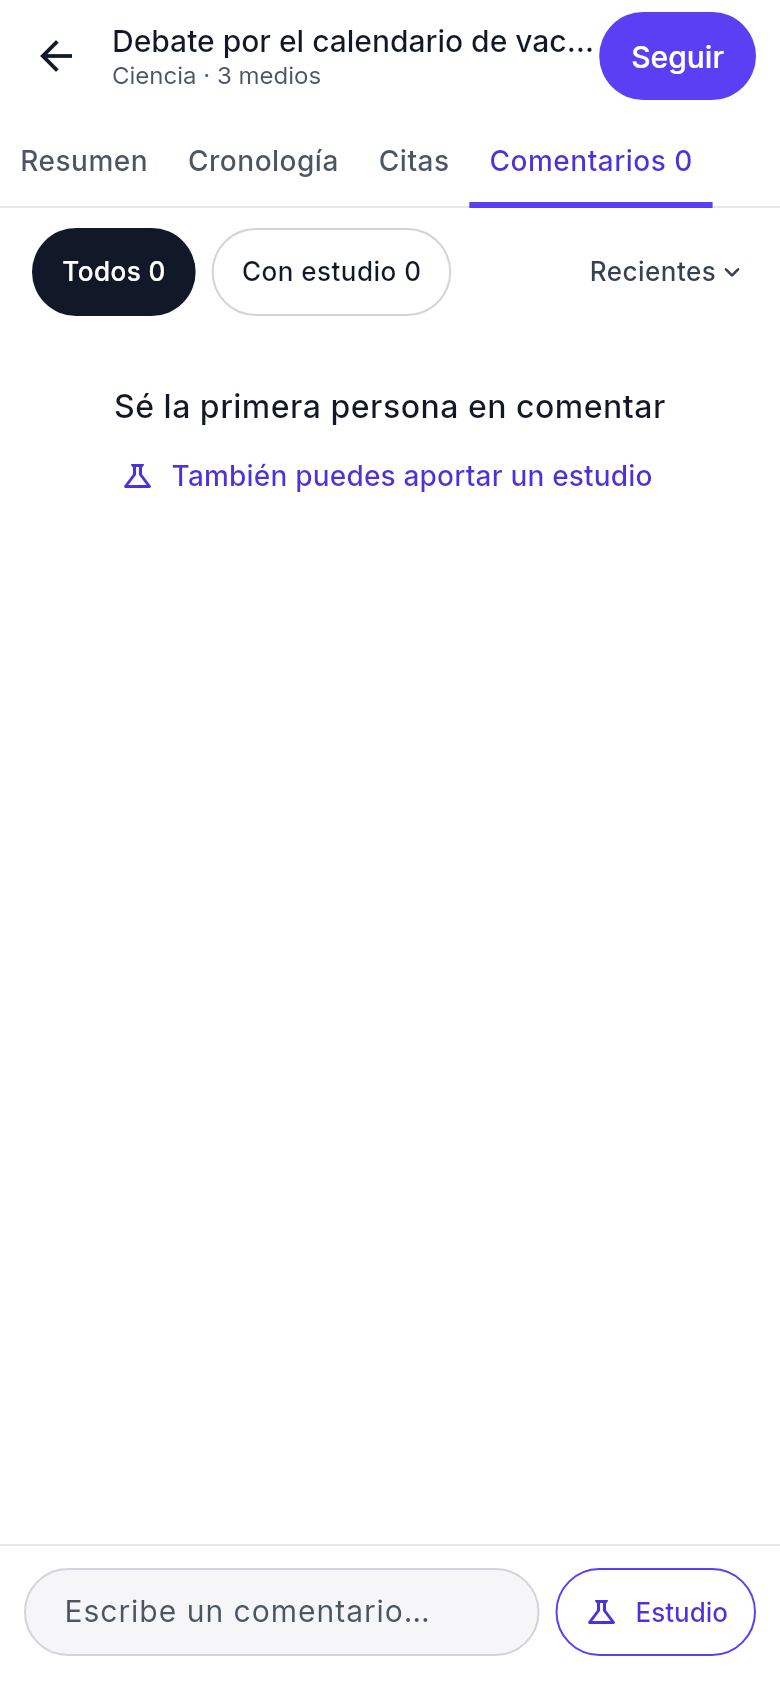 Debate por el calendario de vac...
Ciencia · 3 medios
Seguir
Resumen
Cronología
Citas
Comentarios 0
Todos 0
Con estudio 0
Recientes
Sé la primera persona en comentar
También puedes aportar un estudio
Escribe un comentario...
Estudio